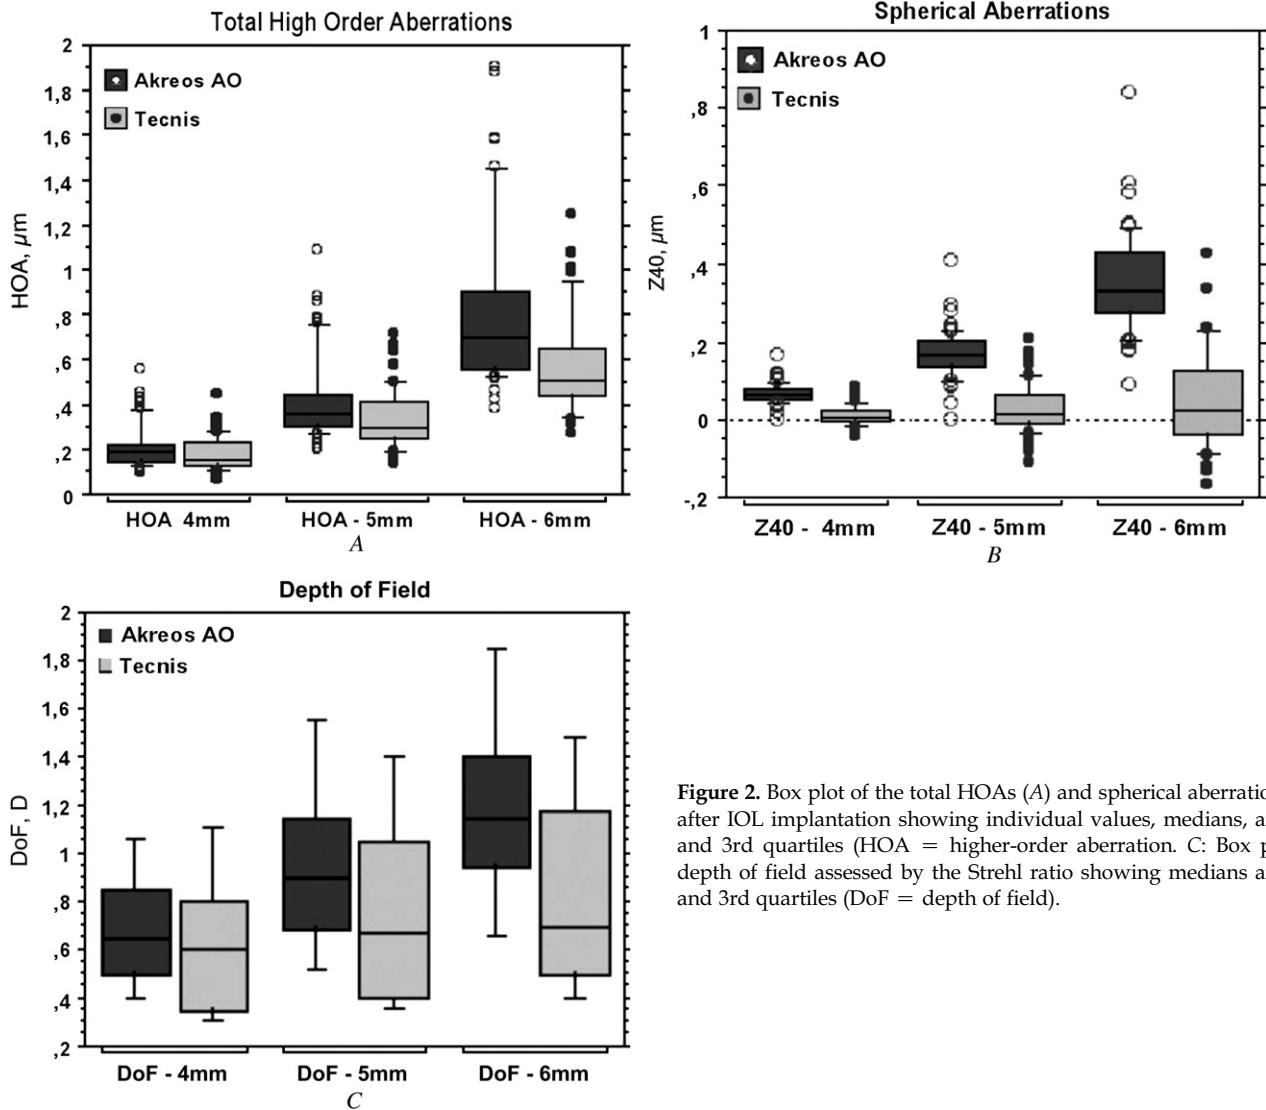 Total High Order Aberrations
2
1,8
1,6
1,4
1,2
1
,8
,6
,4
,2
0
HOA, µm
Akreos AO
Tecnis
HOA 4mm
HOA - 5mm
HOA - 6mm
A
Spherical Aberrations
1
,8
,6
,4
,2
0
-,2
Z40, µm
Akreos AO
Tecnis
Z40 - 4mm
Z40 - 5mm
Z40 - 6mm
B
Depth of Field
2
1,8
1,6
1,4
1,2
1
,8
,6
,4
,2
DoF, D
Akreos AO
Tecnis
DoF - 4mm
DoF - 5mm
DoF - 6mm
C
Figure 2. Box plot of the total HOAs (A) and spherical aberratio
after IOL implantation showing individual values, medians, a
and 3rd quartiles (HOA = higher-order aberration. C: Box p
depth of field assessed by the Strehl ratio showing medians a
and 3rd quartiles (DoF = depth of field).